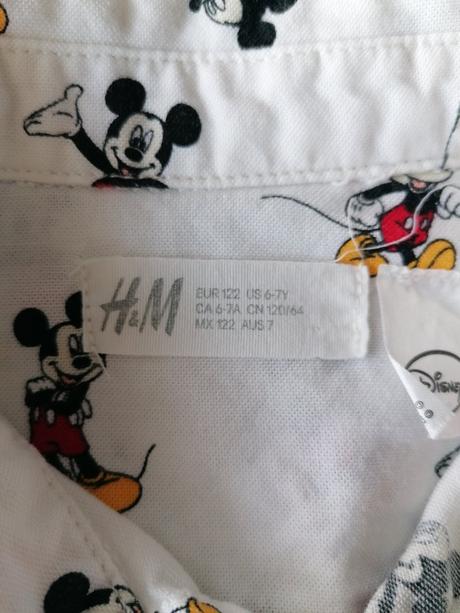 H&M
EUR 122 US 6-7Y
CA 6-7A CN 120/64
MX 122 AUS 7
Disney